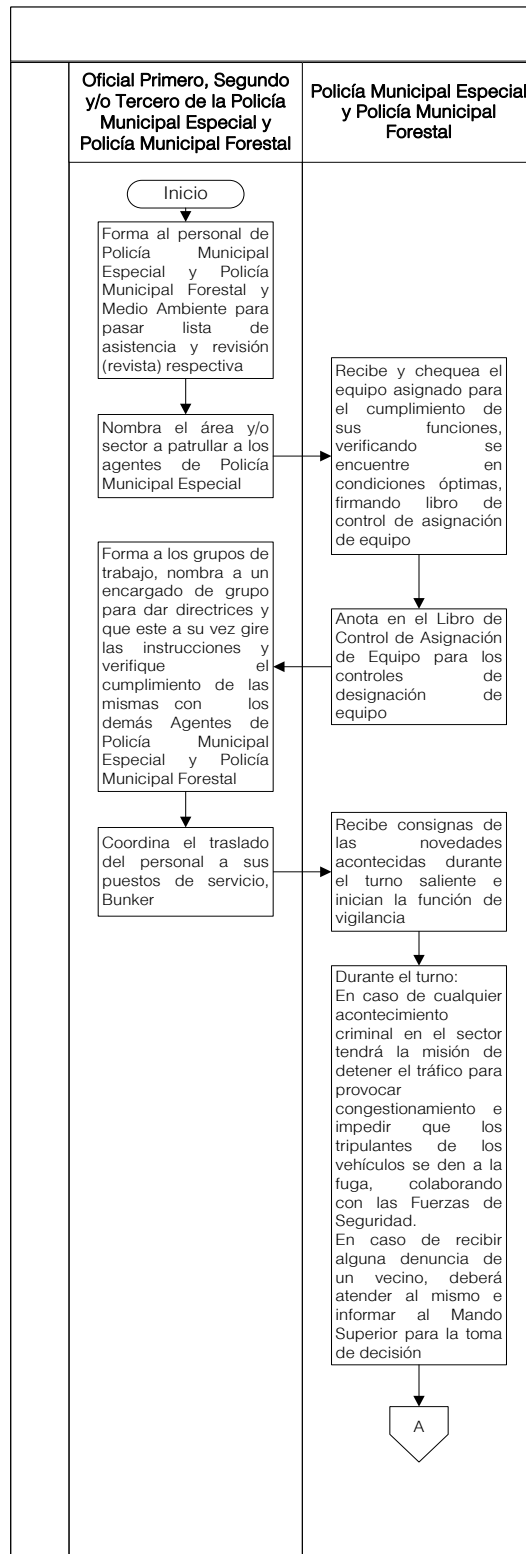 Oficial Primero, Segundo
y/o Tercero de la Policía
Municipal Especial y
Policía Municipal Forestal
Policía Municipal Especial
y Policía Municipal
Forestal
Inicio
Forma al personal de
Policía Municipal
Especial y Policía
Municipal Forestal y
Medio Ambiente para
pasar lista de
asistencia y revisión
(revista) respectiva
Nombra el área y/o
sector a patrullar a los
agentes de Policía
Municipal Especial
Recibe y chequea el
equipo asignado para
el cumplimiento de
sus funciones,
verificando se
encuentre en
condiciones óptimas,
firmando libro de
control de asignación
de equipo
Anota en el Libro de
Control de Asignación
de Equipo para los
controles de
designación de
equipo
Forma a los grupos de
trabajo, nombra a un
encargado de grupo
para dar directrices y
que este a su vez gire
las instrucciones y
verifique el
cumplimiento de las
mismas con los
demás Agentes de
Policía Municipal
Especial y Policía
Municipal Forestal
Coordina el traslado
del personal a sus
puestos de servicio,
Bunker
Recibe consignas de
las novedades
acontecidas durante
el turno saliente e
inician la función de
vigilancia
Durante el turno:
En caso de cualquier
acontecimiento
criminal en el sector
tendrá la misión de
detener el tráfico para
provocar
congestionamiento e
impedir que los
tripulantes de los
vehículos se den a la
fuga, colaborando
con las Fuerzas de
Seguridad.
En caso de recibir
alguna denuncia de
un vecino, deberá
atender al mismo e
informar al Mando
Superior para la toma
de decisión
A